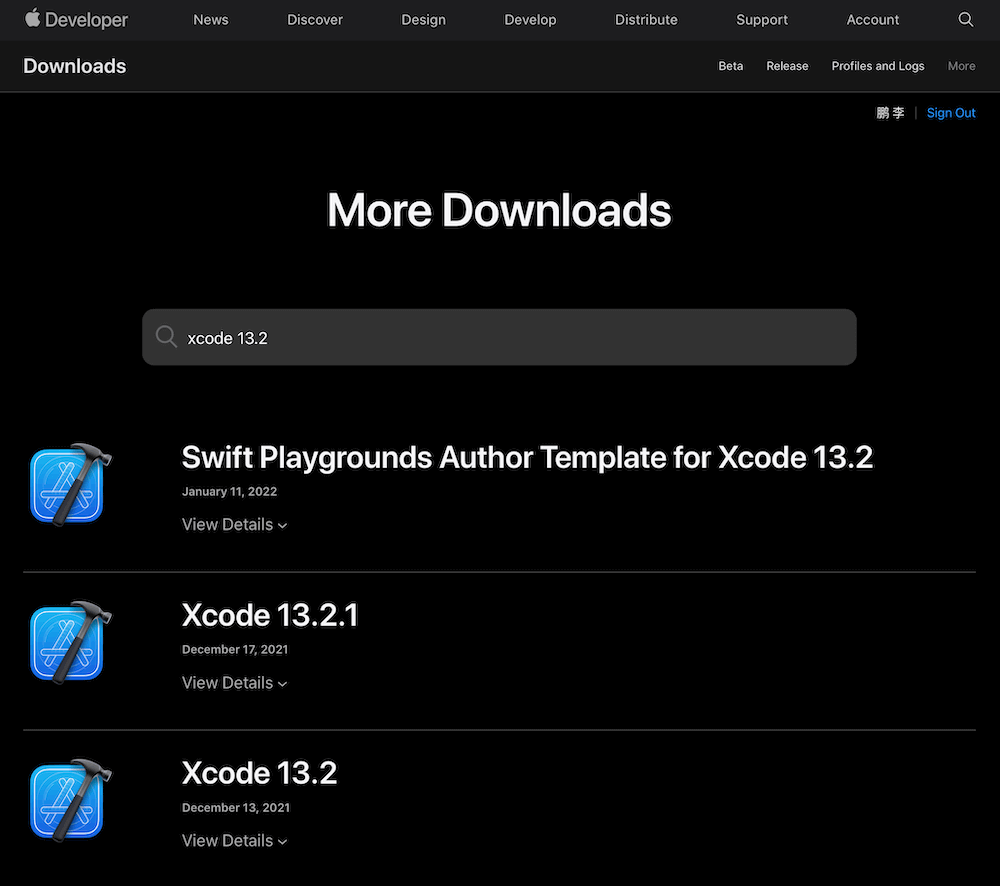 Developer News Discover Design Develop Distribute Support Account
Downloads Beta Release Profiles and Logs More
鹏 李 | Sign Out
More Downloads
xcode 13.2
Swift Playgrounds Author Template for Xcode 13.2
January 11, 2022
View Details
Xcode 13.2.1
December 17, 2021
View Details
Xcode 13.2
December 13, 2021
View Details